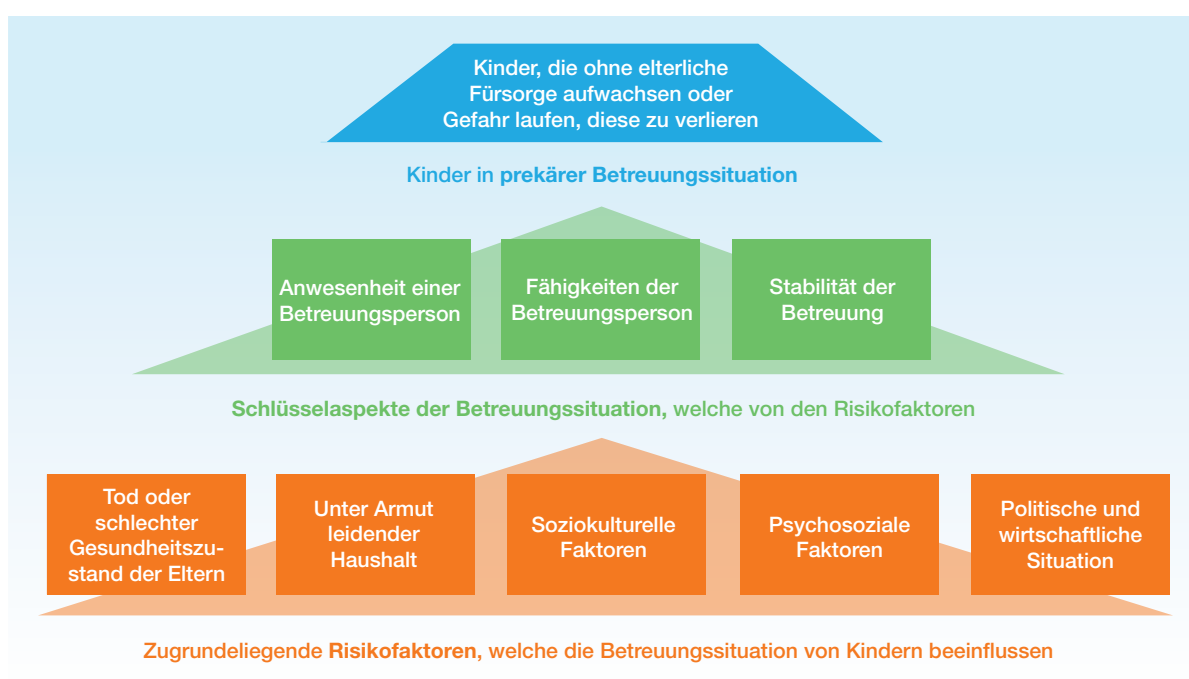 Kinder, die ohne elterliche
Fürsorge aufwachsen oder
Gefahr laufen, diese zu verlieren
Kinder in prekärer Betreuungssituation
Anwesenheit einer
Betreuungsperson
Fähigkeiten der
Betreuungsperson
Stabilität der
Betreuung
Schlüsselaspekte der Betreuungssituation, welche von den Risikofaktoren
Tod oder
schlechter
Gesundheitszu-
stand der Eltern
Unter Armut
leidender
Haushalt
Soziokulturelle
Faktoren
Psychosoziale
Faktoren
Politische und
wirtschaftliche
Situation
Zugrundeliegende Risikofaktoren, welche die Betreuungssituation von Kindern beeinflussen